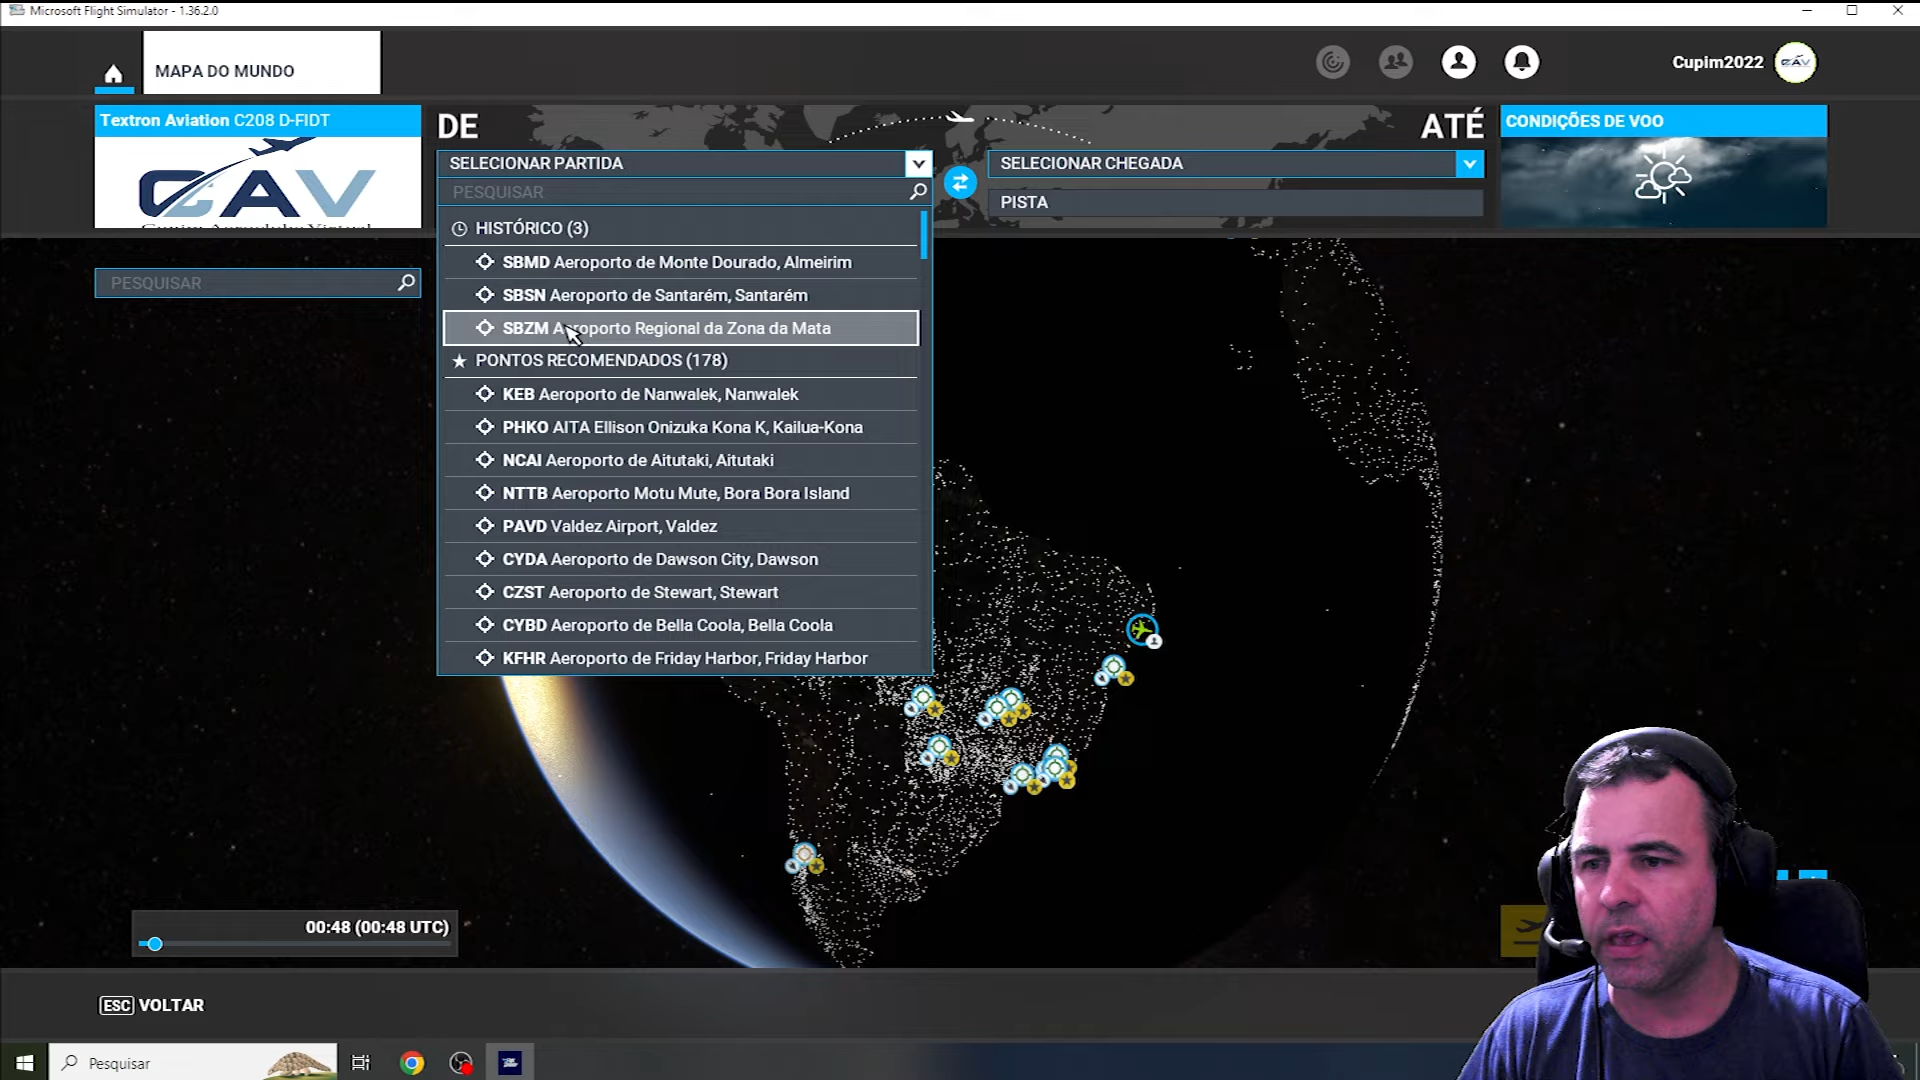 Microsoft Flight Simulator - 1.36.2.0
MAPA DO MUNDO
Cupim2022
CAV
Textron Aviation C208 D-FIDT
CAV
DE
ATÉ
CONDIÇÕES DE VOO
SELECIONAR PARTIDA
SELECIONAR CHEGADA
PESQUISAR
PISTA
HISTÓRICO (3)
SBMD Aeroporto de Monte Dourado, Almeirim
PESQUISAR
SBSN Aeroporto de Santarém, Santarém
SBZM Aeroporto Regional da Zona da Mata
PONTOS RECOMENDADOS (178)
KEB Aeroporto de Nanwalek, Nanwalek
PHKO AITA Ellison Onizuka Kona K, Kailua-Kona
NCAI Aeroporto de Aitutaki, Aitutaki
NTTB Aeroporto Motu Mute, Bora Bora Island
PAVD Valdez Airport, Valdez
CYDA Aeroporto de Dawson City, Dawson
CZST Aeroporto de Stewart, Stewart
CYBD Aeroporto de Bella Coola, Bella Coola
KFHR Aeroporto de Friday Harbor, Friday Harbor
00:48 (00:48 UTC)
ESC VOLTAR
Pesquisar